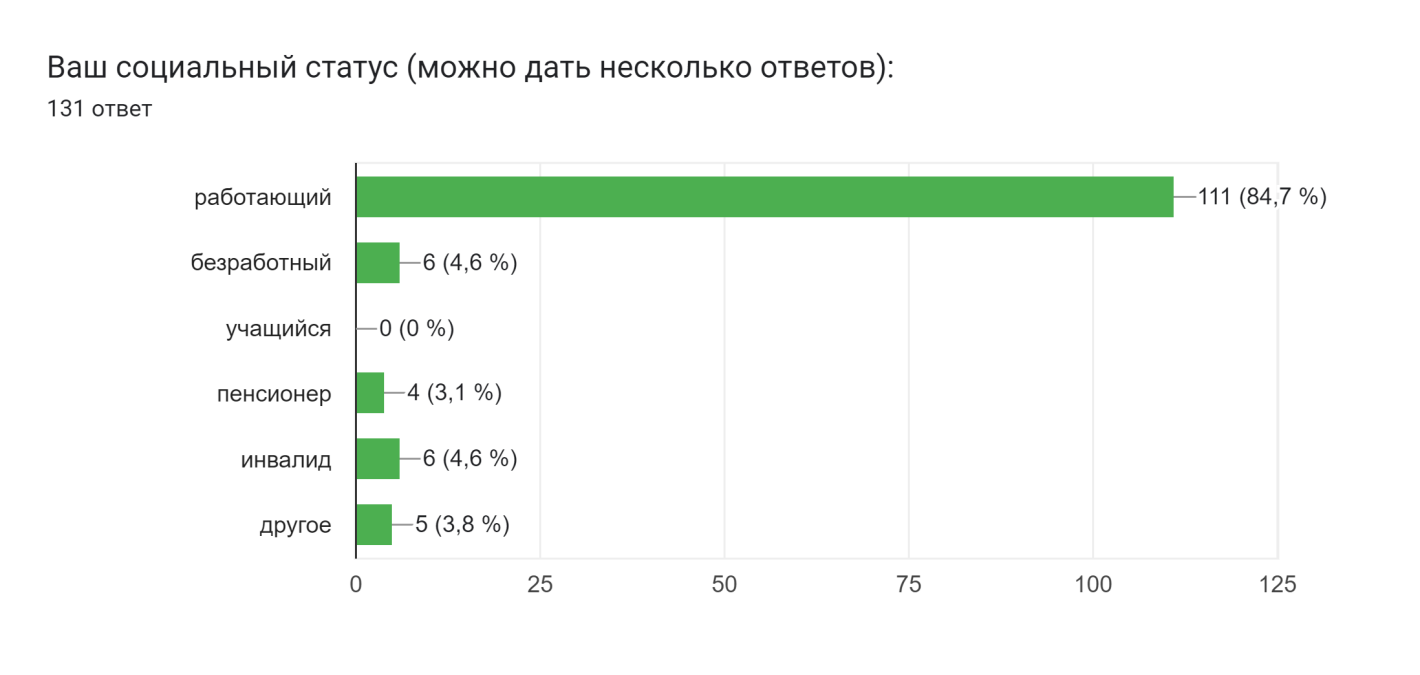 Ваш социальный статус (можно дать несколько ответов):
131 ответ
работающий 111 (84,7 %)
безработный 6 (4,6 %)
учащийся 0 (0 %)
пенсионер 4 (3,1 %)
инвалид 6 (4,6 %)
другое 5 (3,8 %)
0 25 50 75 100 125